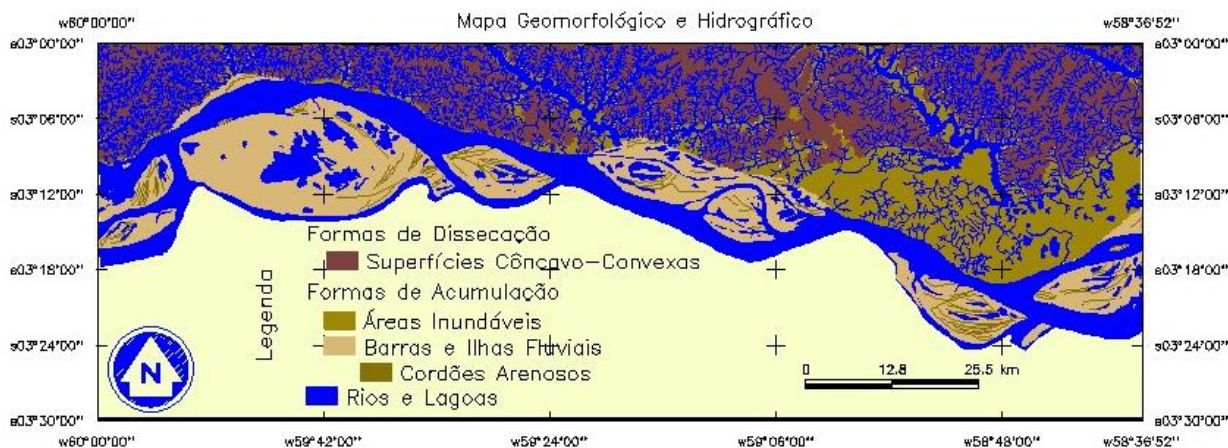 w60°00'00'' Mapa Geomorfológico e Hidrográfico w58°36'52''
s03°00'00'' s03°00'00''
s03°06'00'' s03°06'00''
s03°12'00'' s03°12'00''
Formas de Dissecação
s03°18'00'' Superfícies Côncavo-Convexas s03°18'00''
Formas de Acumulação
Legenda
Áreas Inundáveis
s03°24'00'' Barras e Ilhas Fluviais s03°24'00''
Cordões Arenosos
0 12.8 25.5 km
N
Rios e Lagoas
s03°30'00'' s03°30'00''
w60°00'00'' w59°42'00'' w59°24'00'' w59°06'00'' w58°48'00'' w58°36'52''